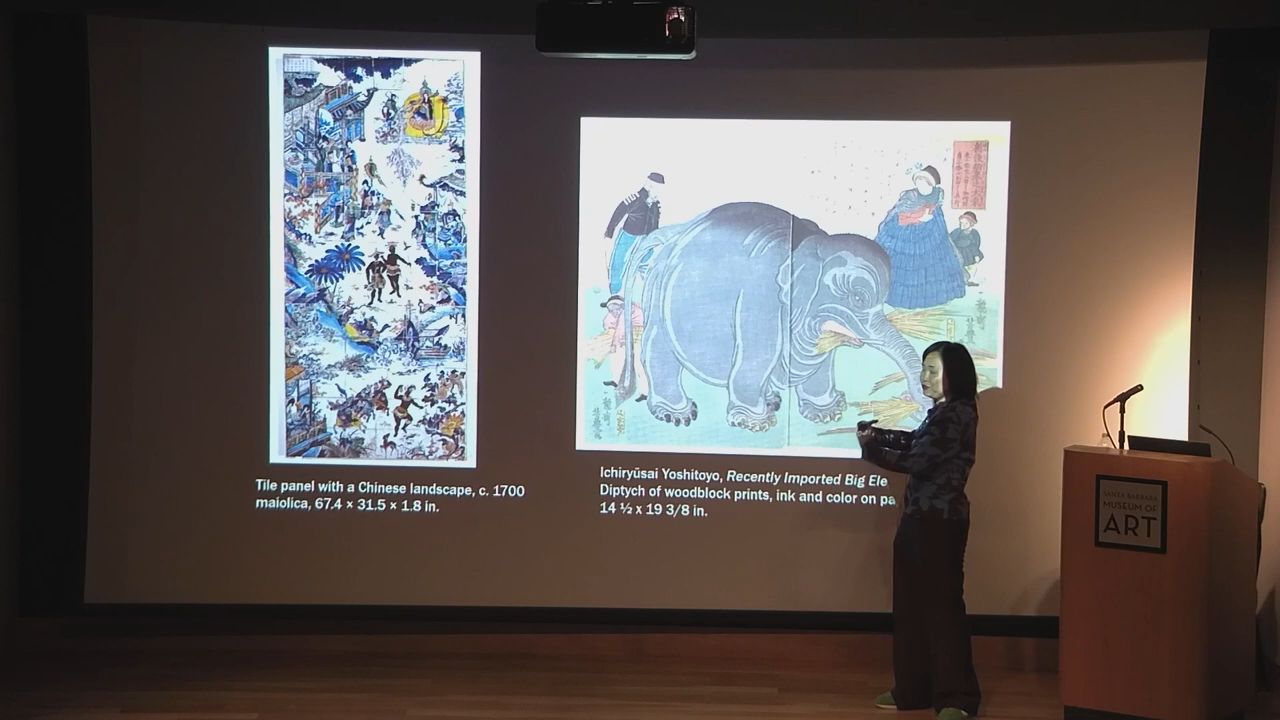 Tile panel with a Chinese landscape, c. 1700
maiolica, 67.4 × 31.5 × 1.8 in.
Ichiryūsai Yoshitoyo, Recently Imported Big Ele
Diptych of woodblock prints, ink and color on pa
14 ½ x 19 3/8 in.
SANTA BARBARA
MUSEUM OF
ART